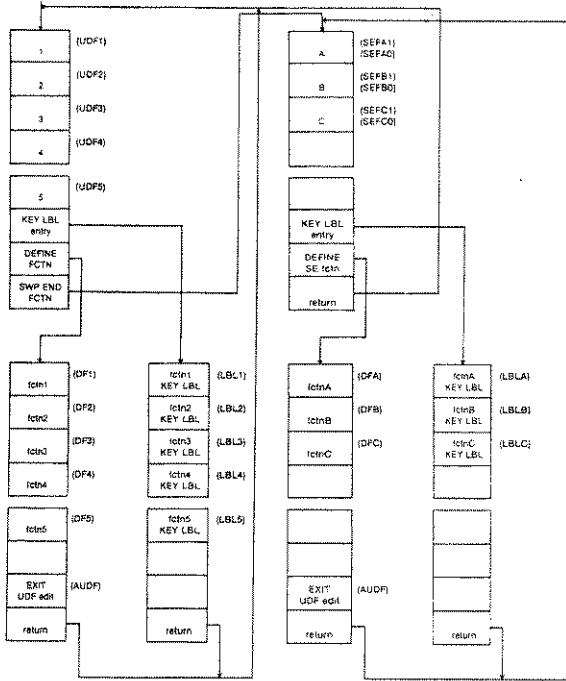 1 (UDF1)
2 (UDF2)
3 (UDF3)
4 (UDF4)
5 (UDF5)
KEY LBL
entry
DEFINE
FCTN
SWP END
FCTN
A (SEFA1)
(SEFA0)
B (SEFB1)
(SEFB0)
C (SEFC1)
(SEFC0)
KEY LBL
entry
DEFINE
SE fctn
return
fctn1 (DF1)
fctn2 (DF2)
fctn3 (DF3)
fctn4 (DF4)
fctn5 (DF5)
EXIT (AUDF)
UDF edit
return
fctn1 (LBL1)
KEY LBL
fctn2 (LBL2)
KEY LBL
fctn3 (LBL3)
KEY LBL
fctn4 (LBL4)
KEY LBL
fctn5 (LBL5)
KEY LBL
return
fctnA (DFA)
fctnB (DFB)
fctnC (DFC)
EXIT (AUDF)
UDF edit
return
fctnA (LBLA)
KEY LBL
fctnB (LBLB)
KEY LBL
fctnC (LBLC)
KEY LBL
return